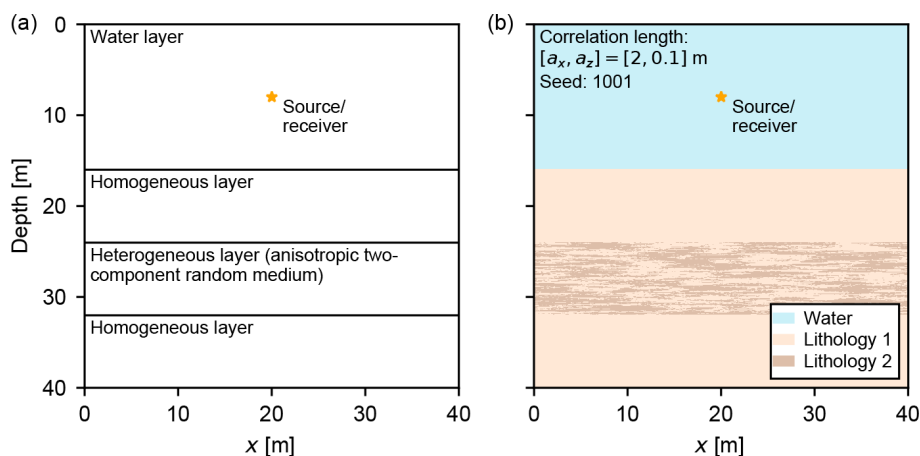 (a)
Water layer
Source/
receiver
Homogeneous layer
Heterogeneous layer (anisotropic two-
component random medium)
Homogeneous layer
0
10
20
30
40
Depth [m]
0
10
20
30
40
x [m]
(b)
Correlation length:
[aₓ, a_z] = [2, 0.1] m
Seed: 1001
Source/
receiver
Water
Lithology 1
Lithology 2
0
10
20
30
40
x [m]